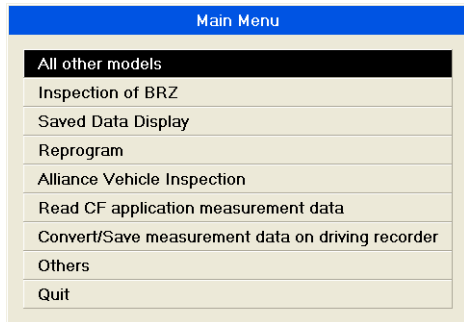 Main Menu
All other models
Inspection of BRZ
Saved Data Display
Reprogram
Alliance Vehicle Inspection
Read CF application measurement data
Convert/Save measurement data on driving recorder
Others
Quit